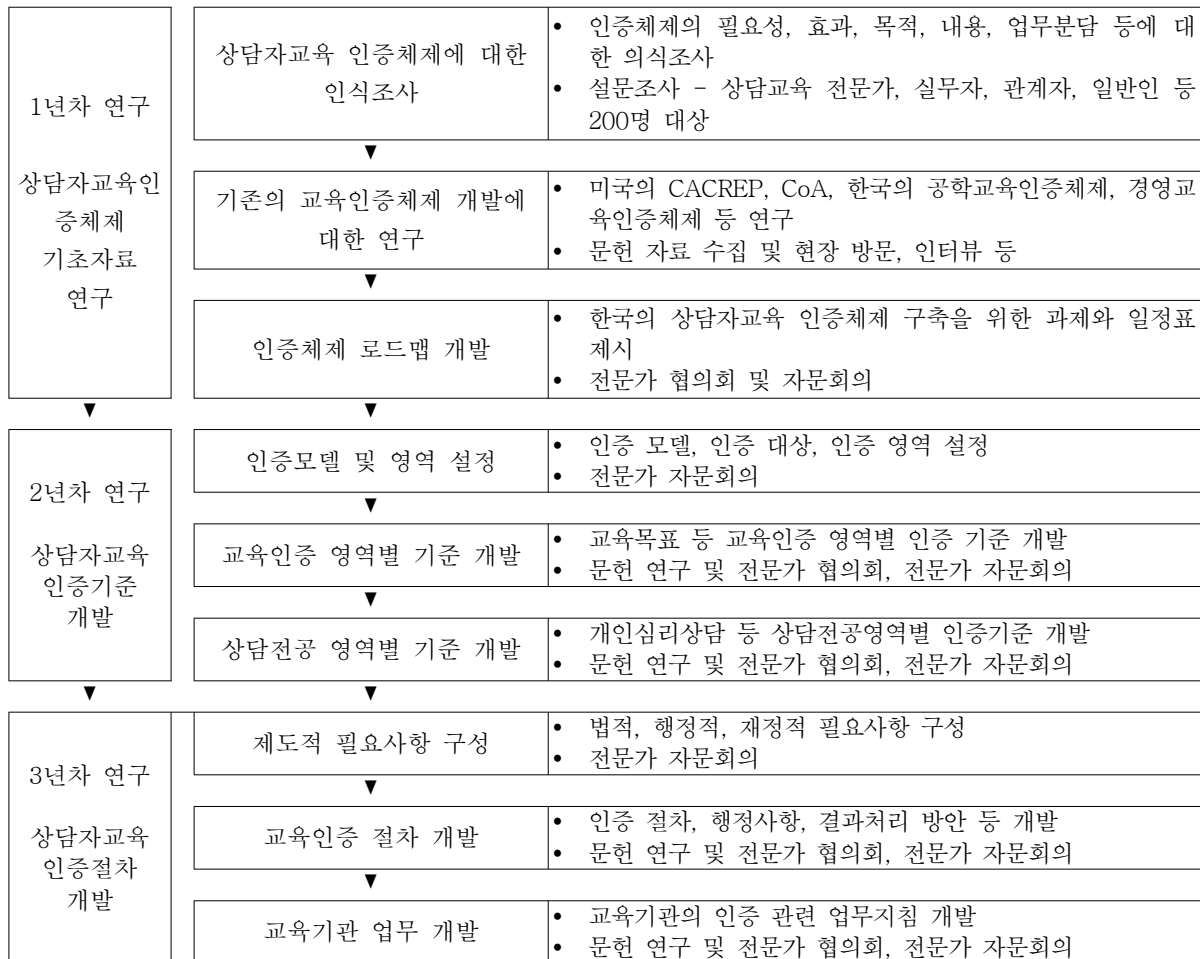 1년차 연구
상담자교육인
증체제
기초자료
연구
상담자교육 인증체제에 대한
인식조사
• 인증체제의 필요성, 효과, 목적, 내용, 업무분담 등에 대
한 의식조사
• 설문조사 - 상담교육 전문가, 실무자, 관계자, 일반인 등
200명 대상
▼
기존의 교육인증체제 개발에
대한 연구
• 미국의 CACREP, CoA, 한국의 공학교육인증체제, 경영교
육인증체제 등 연구
• 문헌 자료 수집 및 현장 방문, 인터뷰 등
▼
인증체제 로드맵 개발
• 한국의 상담자교육 인증체제 구축을 위한 과제와 일정표
제시
• 전문가 협의회 및 자문회의
▼ ▼
2년차 연구
상담자교육
인증기준
개발
인증모델 및 영역 설정
• 인증 모델, 인증 대상, 인증 영역 설정
• 전문가 자문회의
▼
교육인증 영역별 기준 개발
• 교육목표 등 교육인증 영역별 인증 기준 개발
• 문헌 연구 및 전문가 협의회, 전문가 자문회의
▼
상담전공 영역별 기준 개발
• 개인심리상담 등 상담전공영역별 인증기준 개발
• 문헌 연구 및 전문가 협의회, 전문가 자문회의
▼ ▼
3년차 연구
상담자교육
인증절차
개발
제도적 필요사항 구성
• 법적, 행정적, 재정적 필요사항 구성
• 전문가 자문회의
▼
교육인증 절차 개발
• 인증 절차, 행정사항, 결과처리 방안 등 개발
• 문헌 연구 및 전문가 협의회, 전문가 자문회의
▼
교육기관 업무 개발
• 교육기관의 인증 관련 업무지침 개발
• 문헌 연구 및 전문가 협의회, 전문가 자문회의